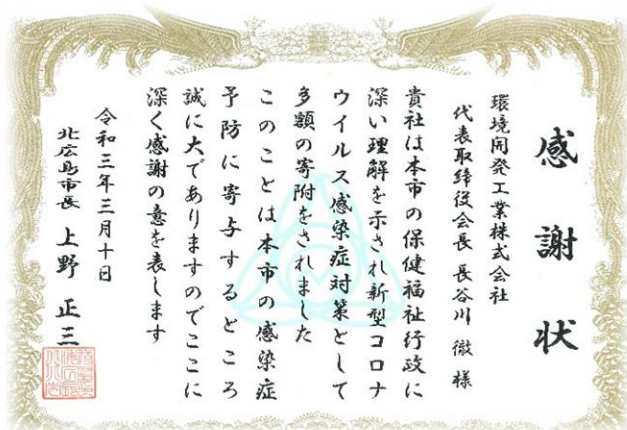 感謝状
環境開発工業株式会社
代表取締役会長 長谷川 徹 様
貴社は本市の保健福祉行政に
深い理解を示され新型コロナ
ウイルス感染症対策として
多額の寄附をされました
このことは本市の感染症
予防に寄与するところ
誠に大でありますのでここに
深く感謝の意を表します
令和三年三月十日
北広島市長 上野 正三